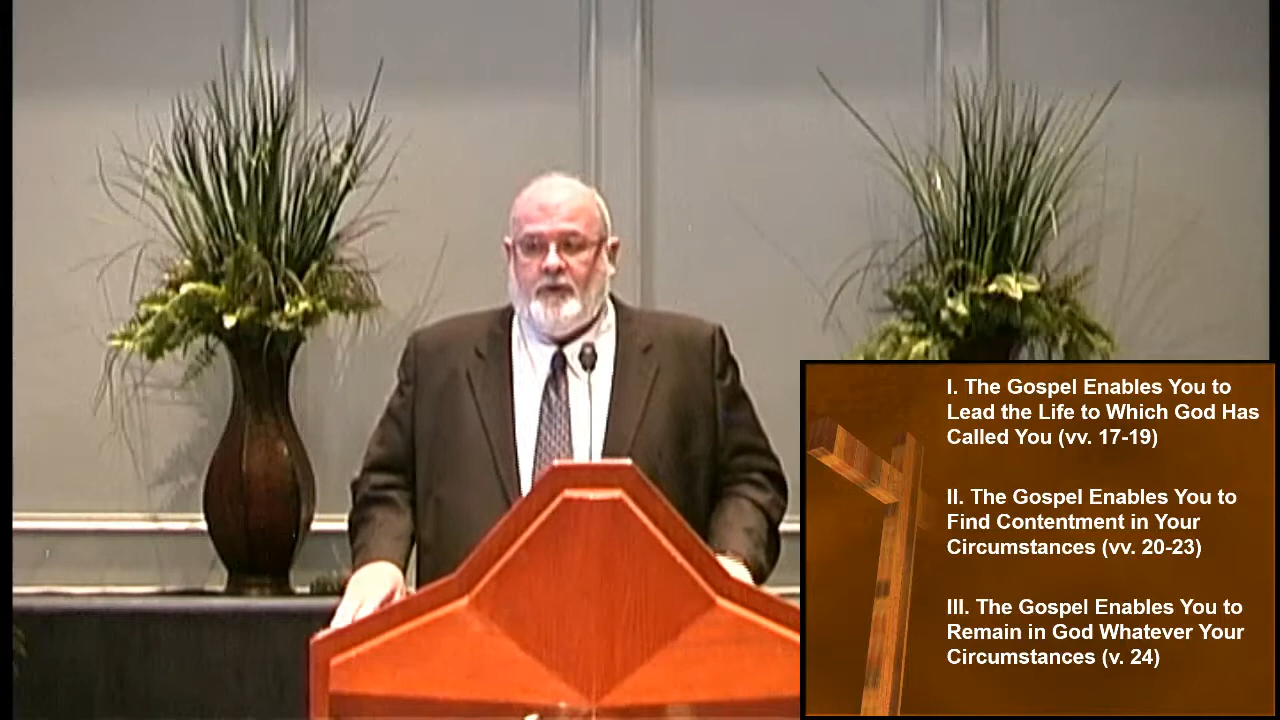 I. The Gospel Enables You to
Lead the Life to Which God Has
Called You (vv. 17-19)
II. The Gospel Enables You to
Find Contentment in Your
Circumstances (vv. 20-23)
III. The Gospel Enables You to
Remain in God Whatever Your
Circumstances (v. 24)